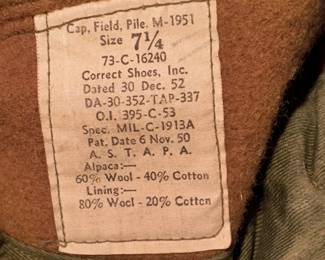 Cap, Field, Pile. M-1951
Size 7¼
73-C-16240
Correct Shoes, Inc.
Dated 30 Dec. 52
DA-30-352-TAP-337
O.I. 395-C-53
Spec. MIL-C-1913A
Pat. Date 6 Nov. 50
A. S. T. A. P. A.
Alpaca:—
60% Wool - 40% Cotton
Lining:—
80% Wool - 20% Cotton